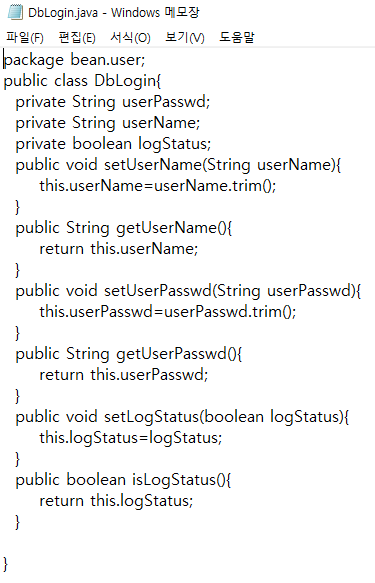 DbLogin.java - Windows 메모장
파일(F) 편집(E) 서식(O) 보기(V) 도움말
package bean.user;
public class DbLogin{
private String userPasswd;
private String userName;
private boolean logStatus;
public void setUserName(String userName){
this.userName=userName.trim();
}
public String getUserName(){
return this.userName;
}
public void setUserPasswd(String userPasswd){
this.userPasswd=userPasswd.trim();
}
public String getUserPasswd(){
return this.userPasswd;
}
public void setLogStatus(boolean logStatus){
this.logStatus=logStatus;
}
public boolean isLogStatus(){
return this.logStatus;
}
}